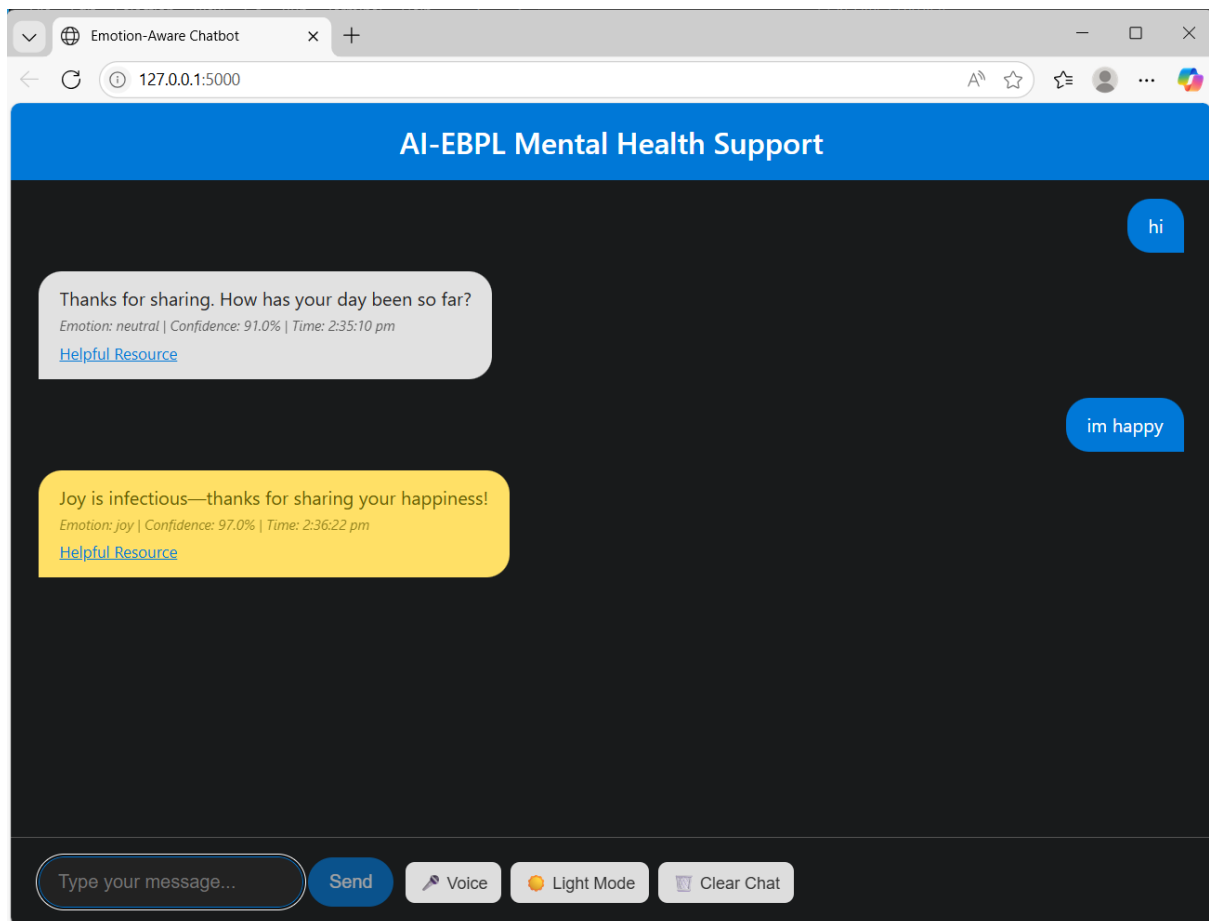 Emotion-Aware Chatbot
127.0.0.1:5000
AI-EBPL Mental Health Support
hi
Thanks for sharing. How has your day been so far?
Emotion: neutral | Confidence: 91.0% | Time: 2:35:10 pm
Helpful Resource
im happy
Joy is infectious—thanks for sharing your happiness!
Emotion: joy | Confidence: 97.0% | Time: 2:36:22 pm
Helpful Resource
Type your message... Send Voice Light Mode Clear Chat